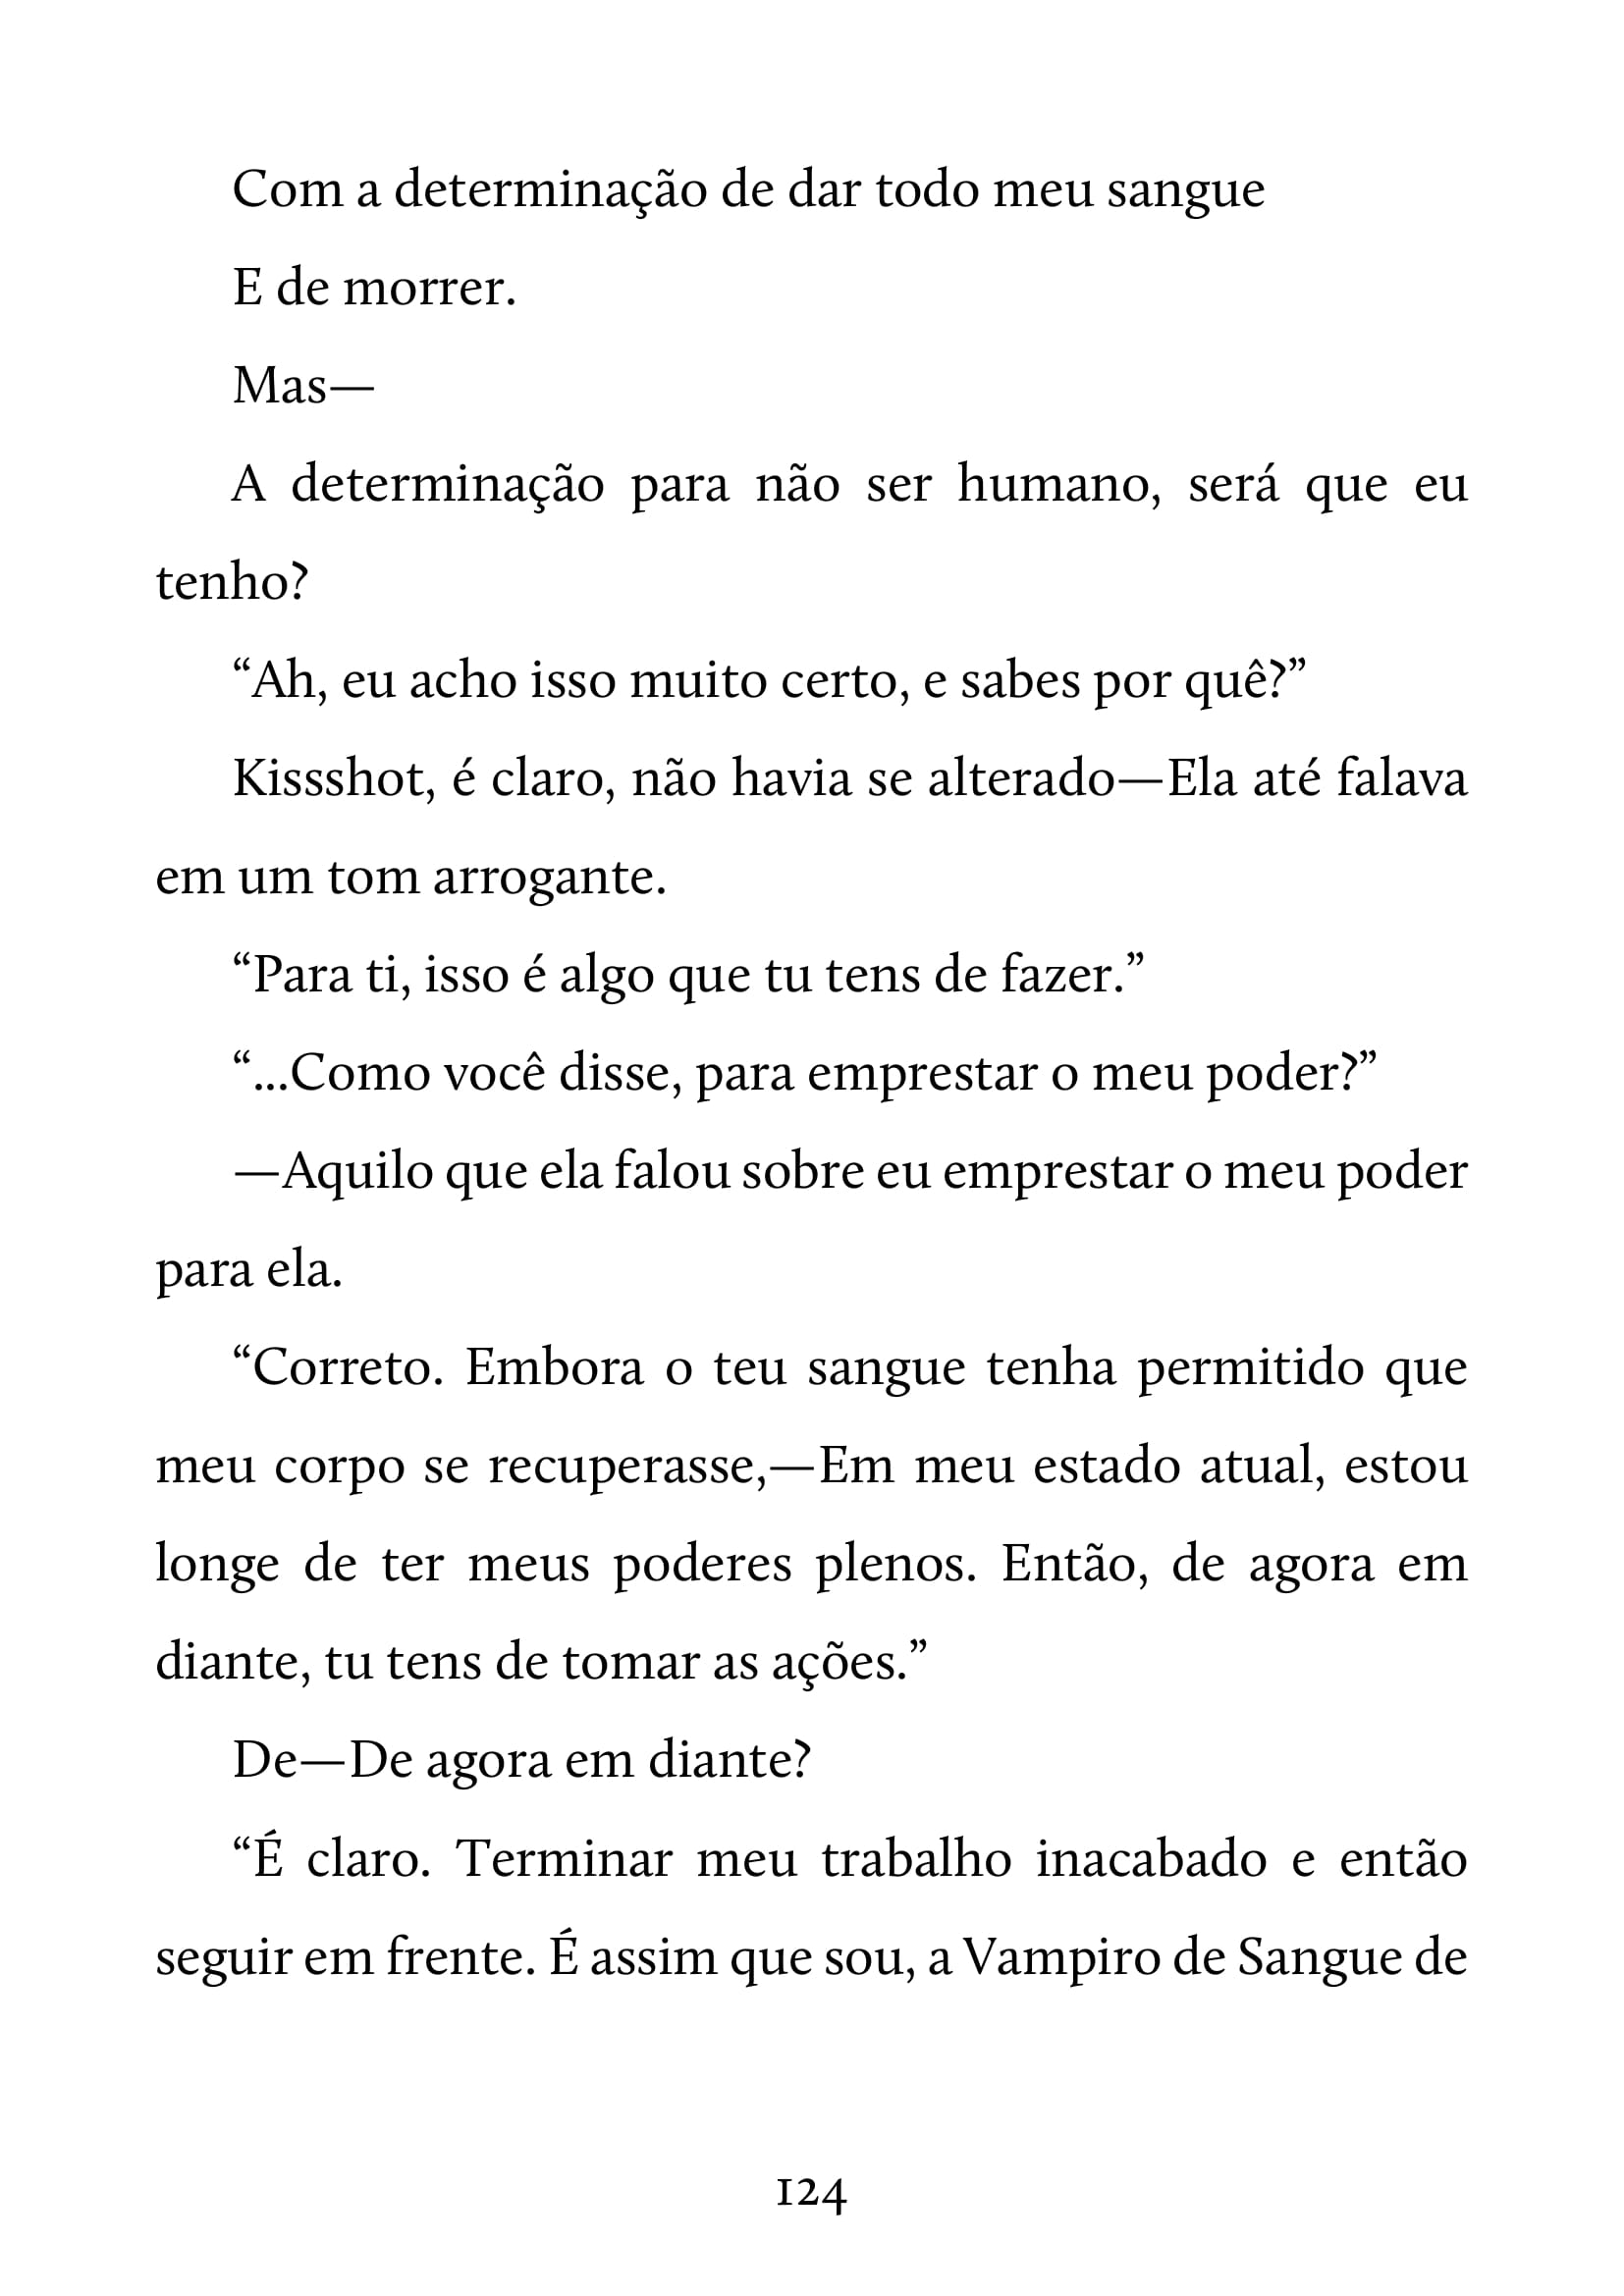 Com a determinação de dar todo meu sangue
E de morrer.
Mas—
A determinação para não ser humano, será que eu
tenho?
“Ah, eu acho isso muito certo, e sabes por quê?”
Kissshot, é claro, não havia se alterado—Ela até falava
em um tom arrogante.
“Para ti, isso é algo que tu tens de fazer.”
“...Como você disse, para emprestar o meu poder?”
—Aquilo que ela falou sobre eu emprestar o meu poder
para ela.
“Correto. Embora o teu sangue tenha permitido que
meu corpo se recuperasse,—Em meu estado atual, estou
longe de ter meus poderes plenos. Então, de agora em
diante, tu tens de tomar as ações.”
De—De agora em diante?
“É claro. Terminar meu trabalho inacabado e então
seguir em frente. É assim que sou, a Vampiro de Sangue de
124